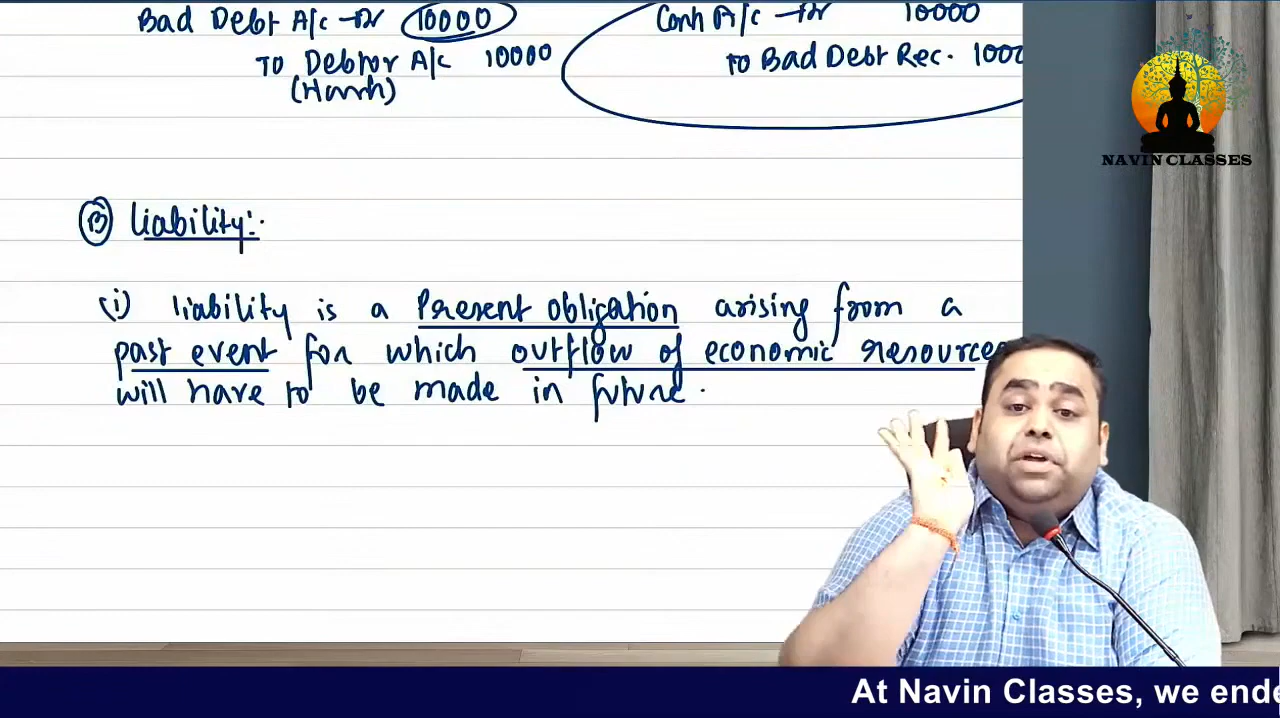 Bad Debt A/c Dr 10000
To Debtor A/c 10000
(Harsh)
Cash A/c Dr 10000
To Bad Debt Rec. 1000
NAVIN CLASSES
(B) Liability:
(i) Liability is a Present obligation arising from a
past event for which outflow of economic resources
will have to be made in future.
At Navin Classes, we ende